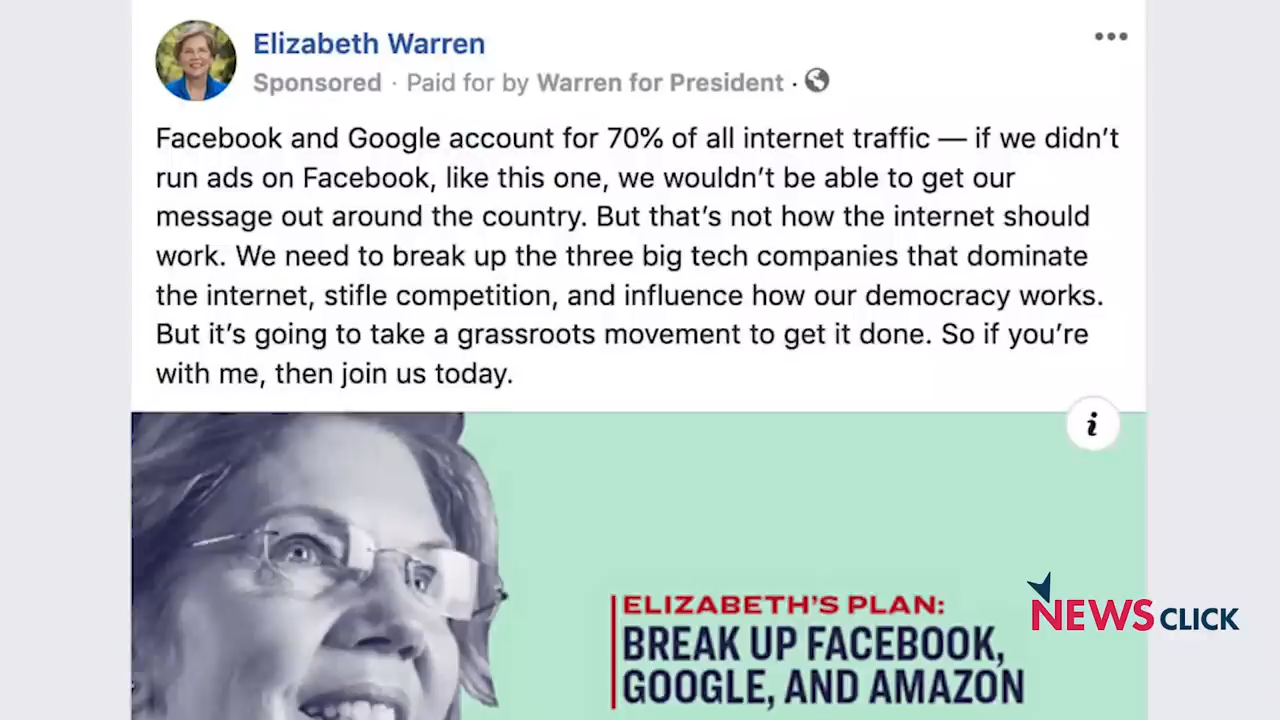 Elizabeth Warren
Sponsored · Paid for by Warren for President ·
Facebook and Google account for 70% of all internet traffic — if we didn’t
run ads on Facebook, like this one, we wouldn’t be able to get our
message out around the country. But that’s not how the internet should
work. We need to break up the three big tech companies that dominate
the internet, stifle competition, and influence how our democracy works.
But it’s going to take a grassroots movement to get it done. So if you’re
with me, then join us today.
i
ELIZABETH’S PLAN:
BREAK UP FACEBOOK,
GOOGLE, AND AMAZON
NEWSCLICK